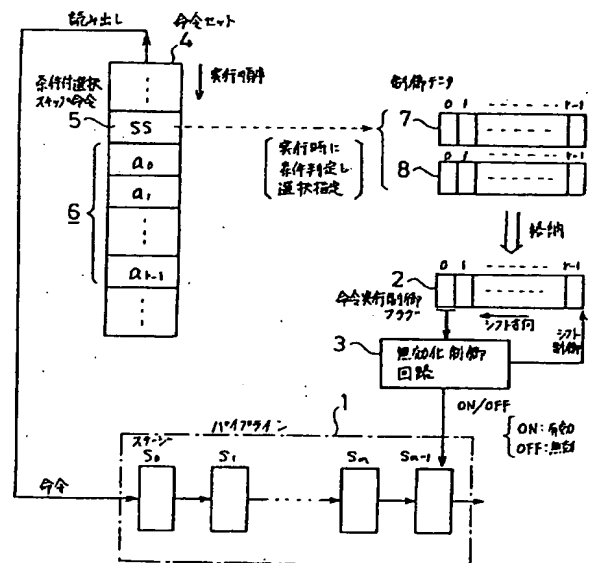 読み出し
命令セット
4
実行の順序
条件付選択
スキップ命令
5
SS
a0
a1
6
ar-1
実行時に
条件判定し
選択指定
制御データ
0 1 r-1
7
8
0 1 r-1
格納
0 1 r-1
2
命令実行制御
フラグ
シフト方向
シフト
制御
3
無効化制御
回路
ON/OFF
ON:有効
OFF:無効
1
パイプライン
ステージ
S0 S1 Sn Sn-1
命令